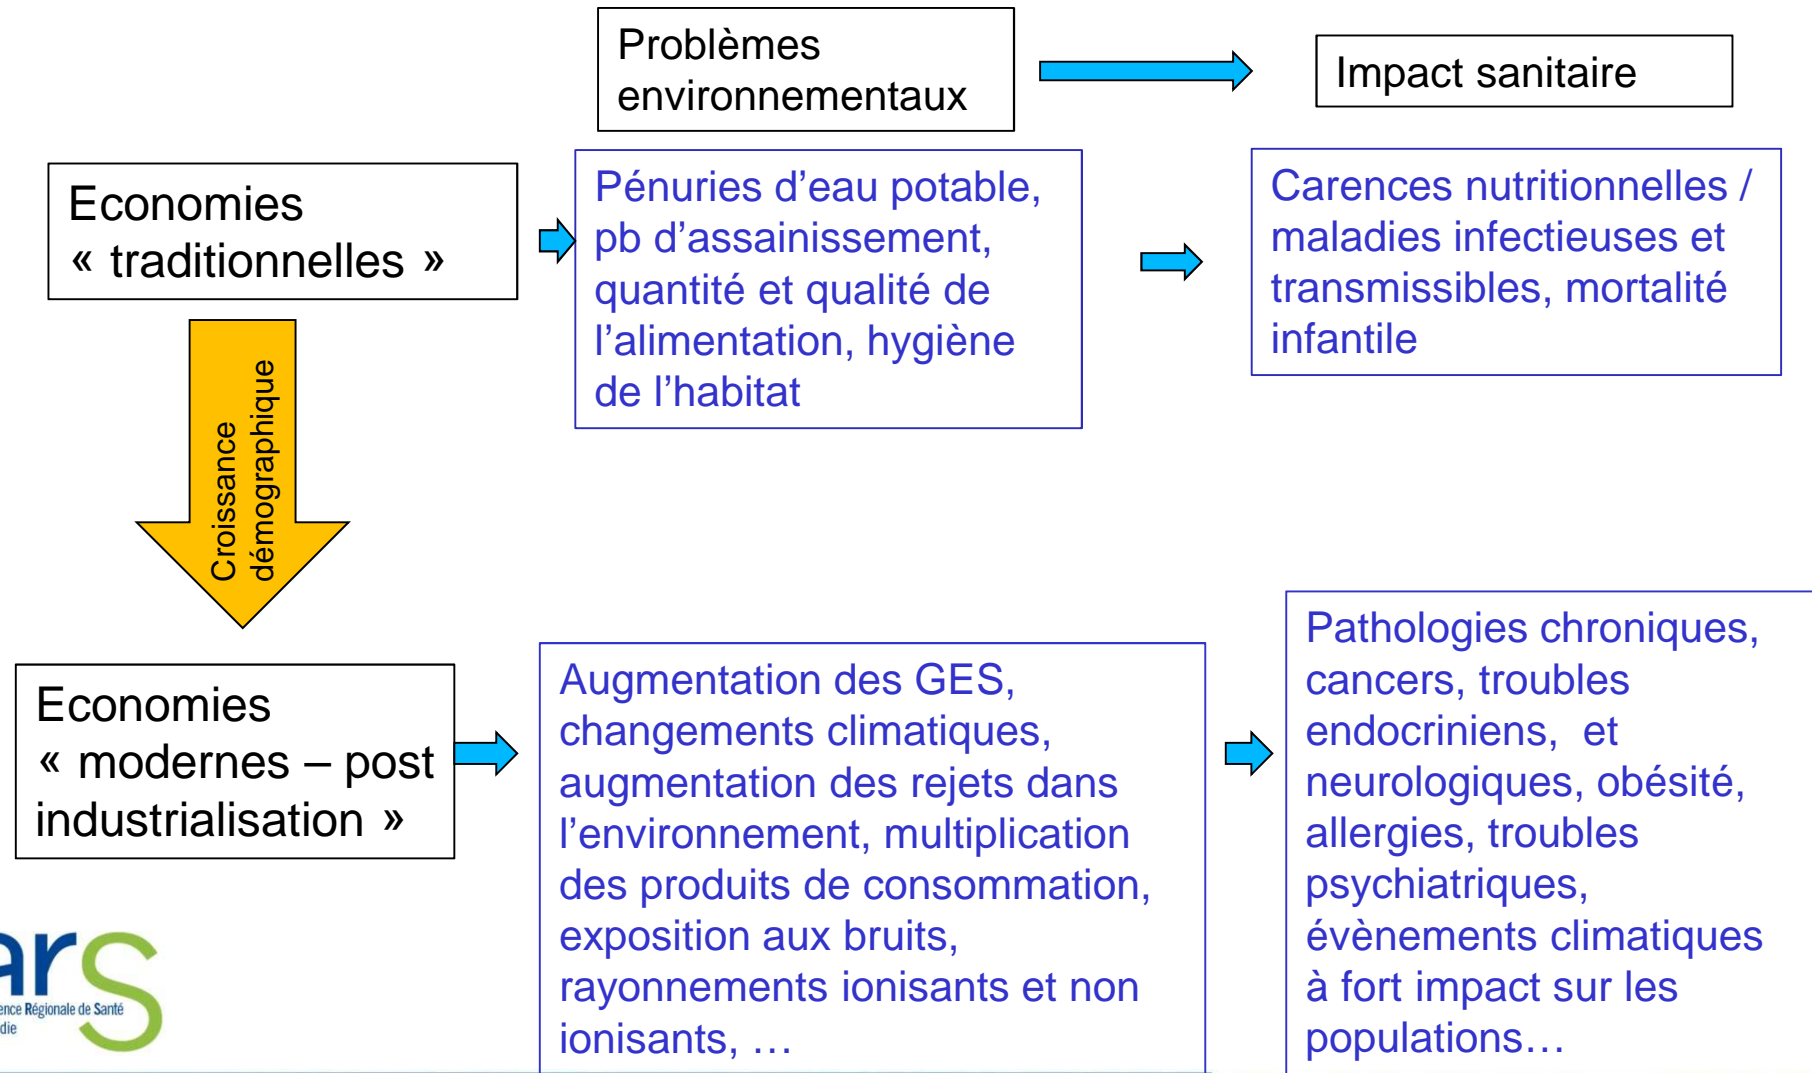 Problèmes
environnementaux
Impact sanitaire
Economies
« traditionnelles »
Pénuries d’eau potable,
pb d’assainissement,
quantité et qualité de
l’alimentation, hygiène
de l’habitat
Carences nutritionnelles /
maladies infectieuses et
transmissibles, mortalité
infantile
Croissance
démographique
Economies
« modernes – post
industrialisation »
Augmentation des GES,
changements climatiques,
augmentation des rejets dans
l’environnement, multiplication
des produits de consommation,
exposition aux bruits,
rayonnements ionisants et non
ionisants, …
Pathologies chroniques,
cancers, troubles
endocriniens, et
neurologiques, obésité,
allergies, troubles
psychiatriques,
évènements climatiques
à fort impact sur les
populations…
ars
ence Régionale de Santé
die